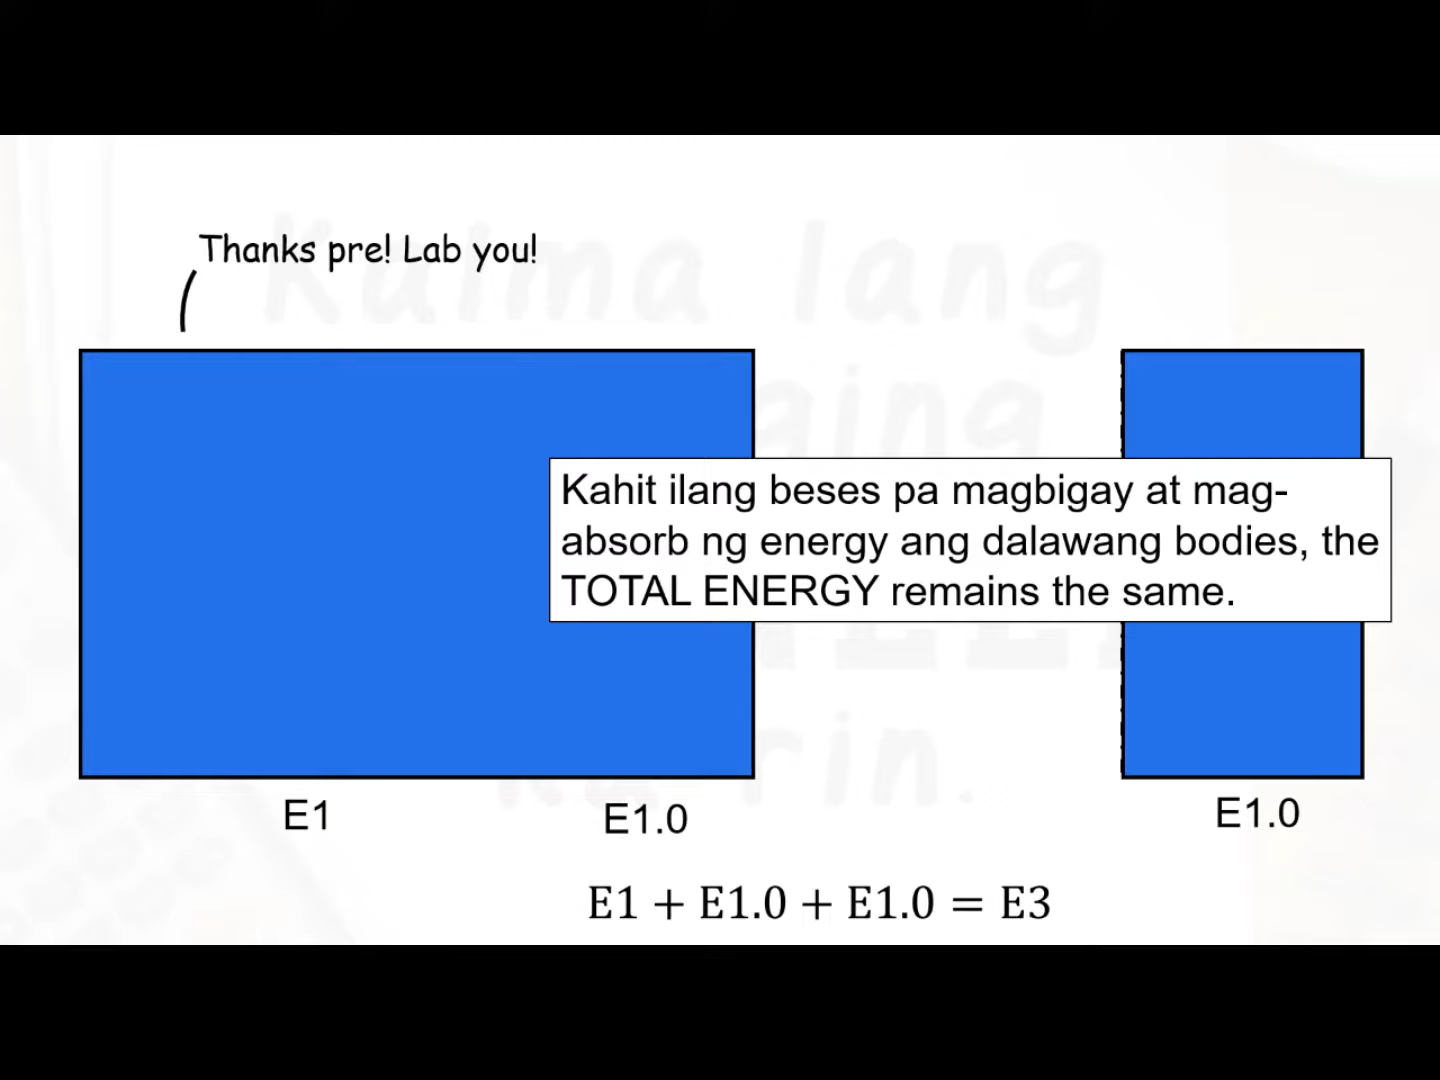 Thanks pre! Lab you!
Kahit ilang beses pa magbigay at mag-
absorb ng energy ang dalawang bodies, the
TOTAL ENERGY remains the same.
E1
E1.0
E1.0
E1 + E1.0 + E1.0 = E3